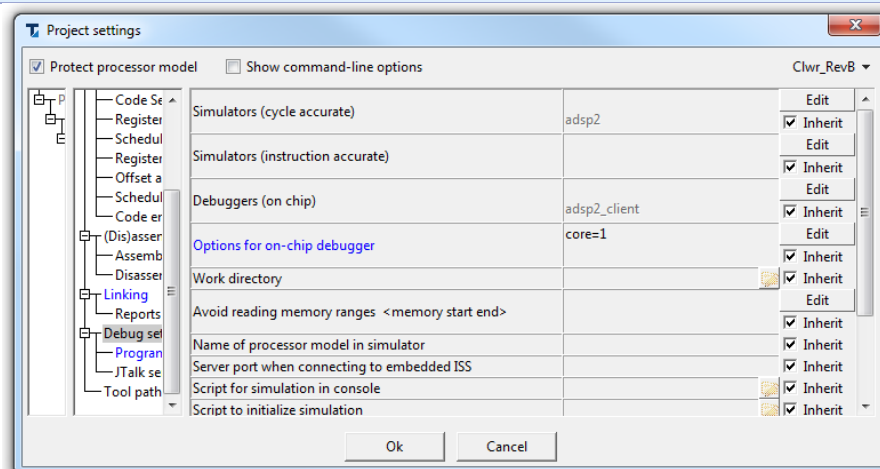 Project settings
Protect processor model
Show command-line options
Clwr_RevB
P
Code Se
Register
Schedul
Register
Offset a
Schedul
Code er
(Dis)assen
Assemb
Disasser
Linking
Reports
Debug set
Progran
JTalk se
Tool path
Simulators (cycle accurate)
adsp2
Edit
Inherit
Simulators (instruction accurate)
Edit
Inherit
Debuggers (on chip)
adsp2_client
Edit
Inherit
Options for on-chip debugger
core=1
Edit
Inherit
Work directory
Inherit
Avoid reading memory ranges <memory start end>
Edit
Inherit
Name of processor model in simulator
Inherit
Server port when connecting to embedded ISS
Inherit
Script for simulation in console
Inherit
Script to initialize simulation
Inherit
Ok
Cancel